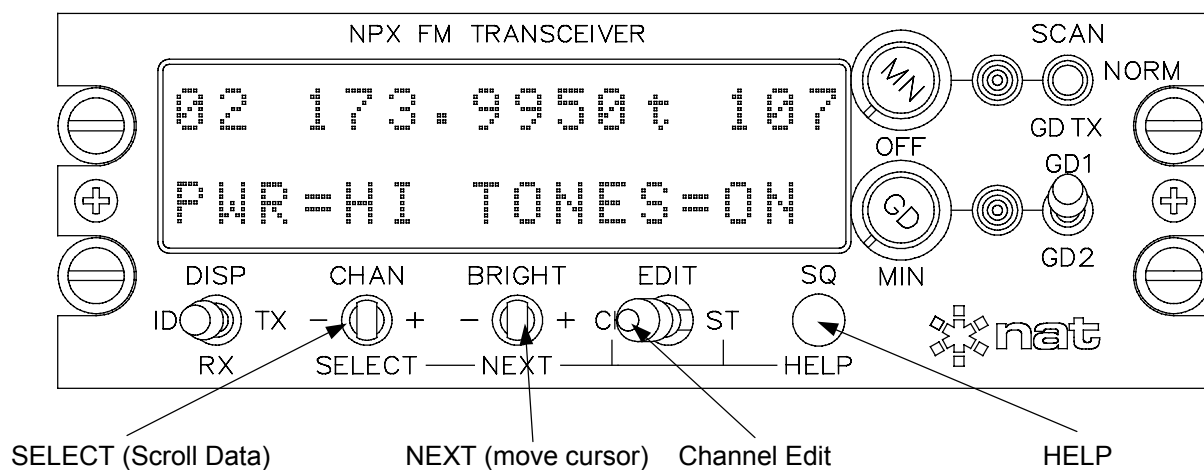 NPX FM TRANSCEIVER
SCAN
MN
NORM
02 173.9950t 107
OFF
GD TX
GD1
PWR=HI TONES=ON
GD
MIN
GD2
DISP
CHAN
BRIGHT
EDIT
SQ
ID TX - + - + ST
nat
RX
SELECT
NEXT
HELP
SELECT (Scroll Data)
NEXT (move cursor)
Channel Edit
HELP